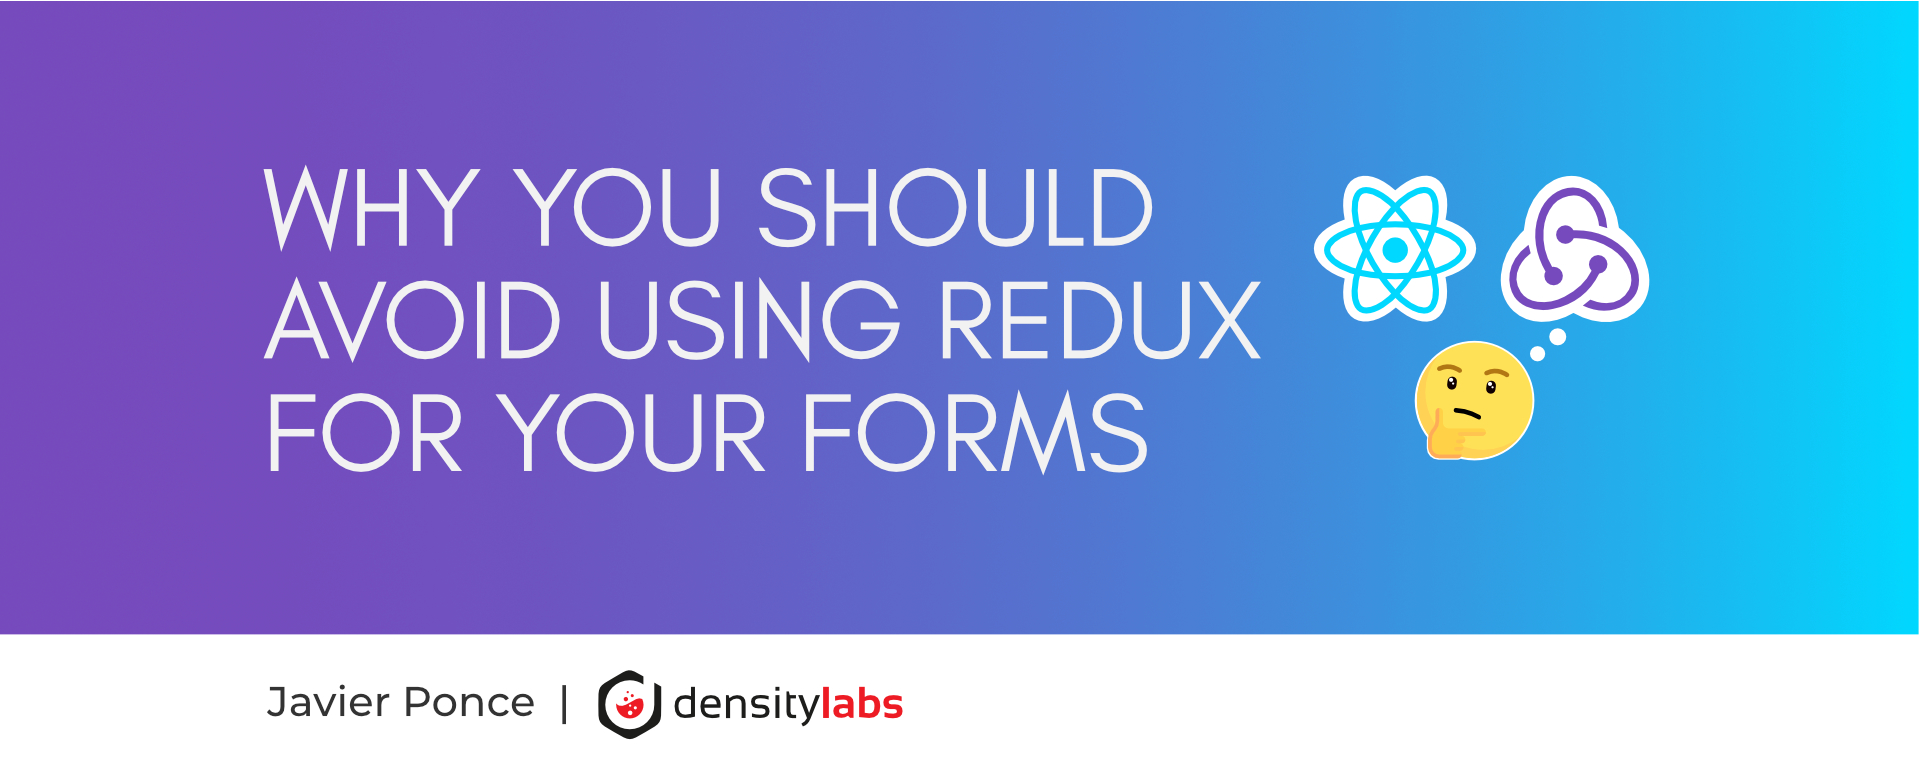 WHY YOU SHOULD
AVOID USING REDUX
FOR YOUR FORMS
Javier Ponce | densitylabs